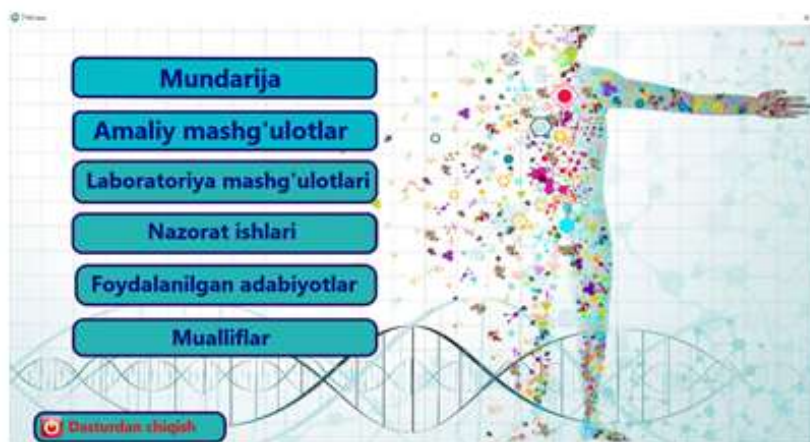 Mundarija
Amaliy mashg'ulotlar
Laboratoriya mashg'ulotlari
Nazorat ishlari
Foydalanilgan adabiyotlar
Mualliflar
Dasturdan chiqish